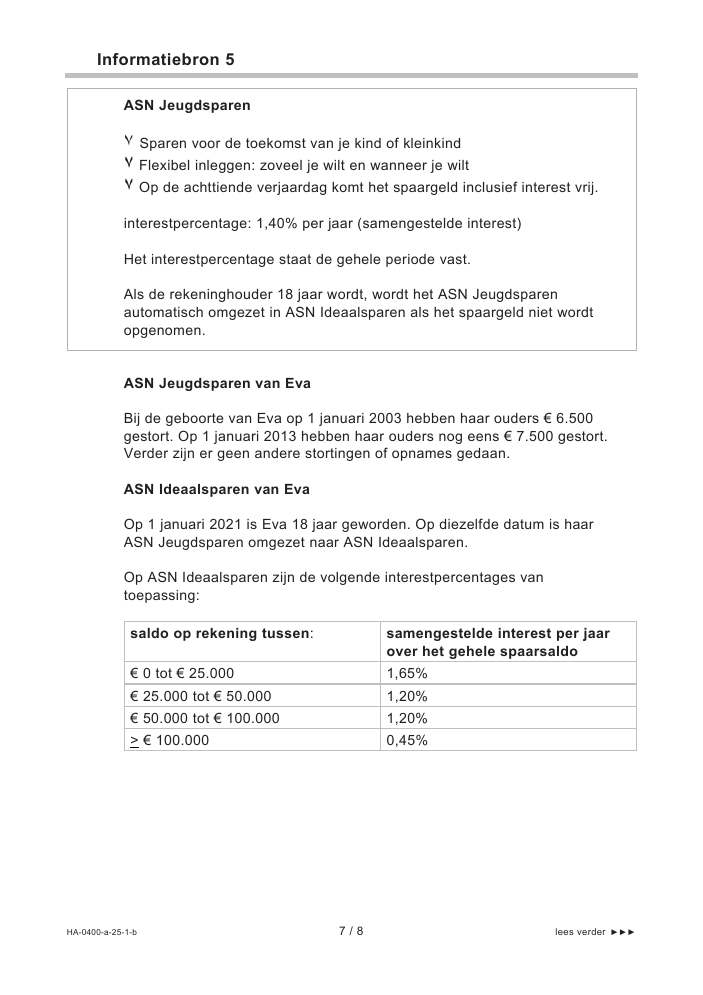 Informatiebron 5
ASN Jeugdsparen
٧ Sparen voor de toekomst van je kind of kleinkind
٧ Flexibel inleggen: zoveel je wilt en wanneer je wilt
٧ Op de achttiende verjaardag komt het spaargeld inclusief interest vrij.
interestpercentage: 1,40% per jaar (samengestelde interest)
Het interestpercentage staat de gehele periode vast.
Als de rekeninghouder 18 jaar wordt, wordt het ASN Jeugdsparen
automatisch omgezet in ASN Ideaalsparen als het spaargeld niet wordt
opgenomen.
ASN Jeugdsparen van Eva
Bij de geboorte van Eva op 1 januari 2003 hebben haar ouders € 6.500
gestort. Op 1 januari 2013 hebben haar ouders nog eens € 7.500 gestort.
Verder zijn er geen andere stortingen of opnames gedaan.
ASN Ideaalsparen van Eva
Op 1 januari 2021 is Eva 18 jaar geworden. Op diezelfde datum is haar
ASN Jeugdsparen omgezet naar ASN Ideaalsparen.
Op ASN Ideaalsparen zijn de volgende interestpercentages van
toepassing:
saldo op rekening tussen: samengestelde interest per jaar
over het gehele spaarsaldo
€ 0 tot € 25.000 1,65%
€ 25.000 tot € 50.000 1,20%
€ 50.000 tot € 100.000 1,20%
≥ € 100.000 0,45%
HA-0400-a-25-1-b 7 / 8 lees verder ►►►